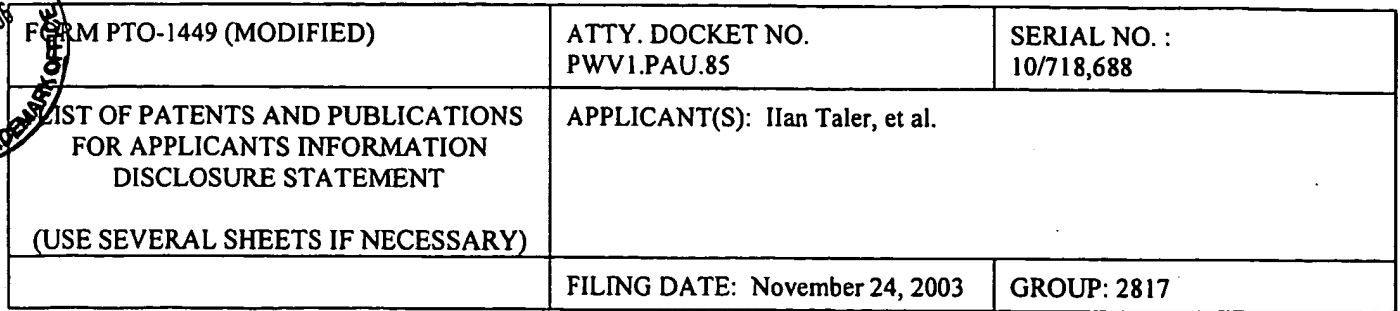 FORM PTO-1449 (MODIFIED)
ATTY. DOCKET NO.
PWV1.PAU.85
SERIAL NO. :
10/718,688
LIST OF PATENTS AND PUBLICATIONS
FOR APPLICANTS INFORMATION
DISCLOSURE STATEMENT
(USE SEVERAL SHEETS IF NECESSARY)
APPLICANT(S): IIan Taler, et al.
FILING DATE: November 24, 2003
GROUP: 2817